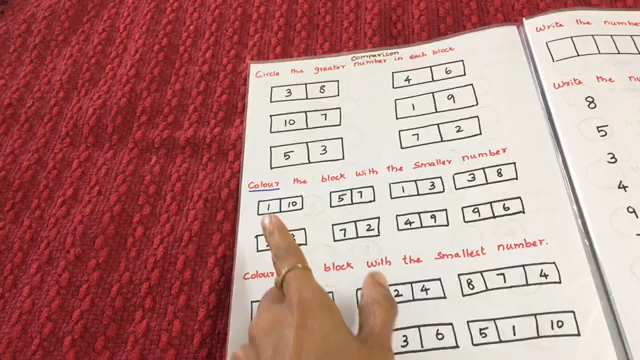 Comparison
Circle the greater number in each block
3 8
4 6
10 7
1 9
5 3
7 2
Colour the block with the smaller number
1 10
5 7
1 3
3 8
7 2
4 9
9 6
Colour block with the smallest number.
2 4
8 7 4
3 6
5 1 10
Write the number
Write the nu
8
5
3
4
9